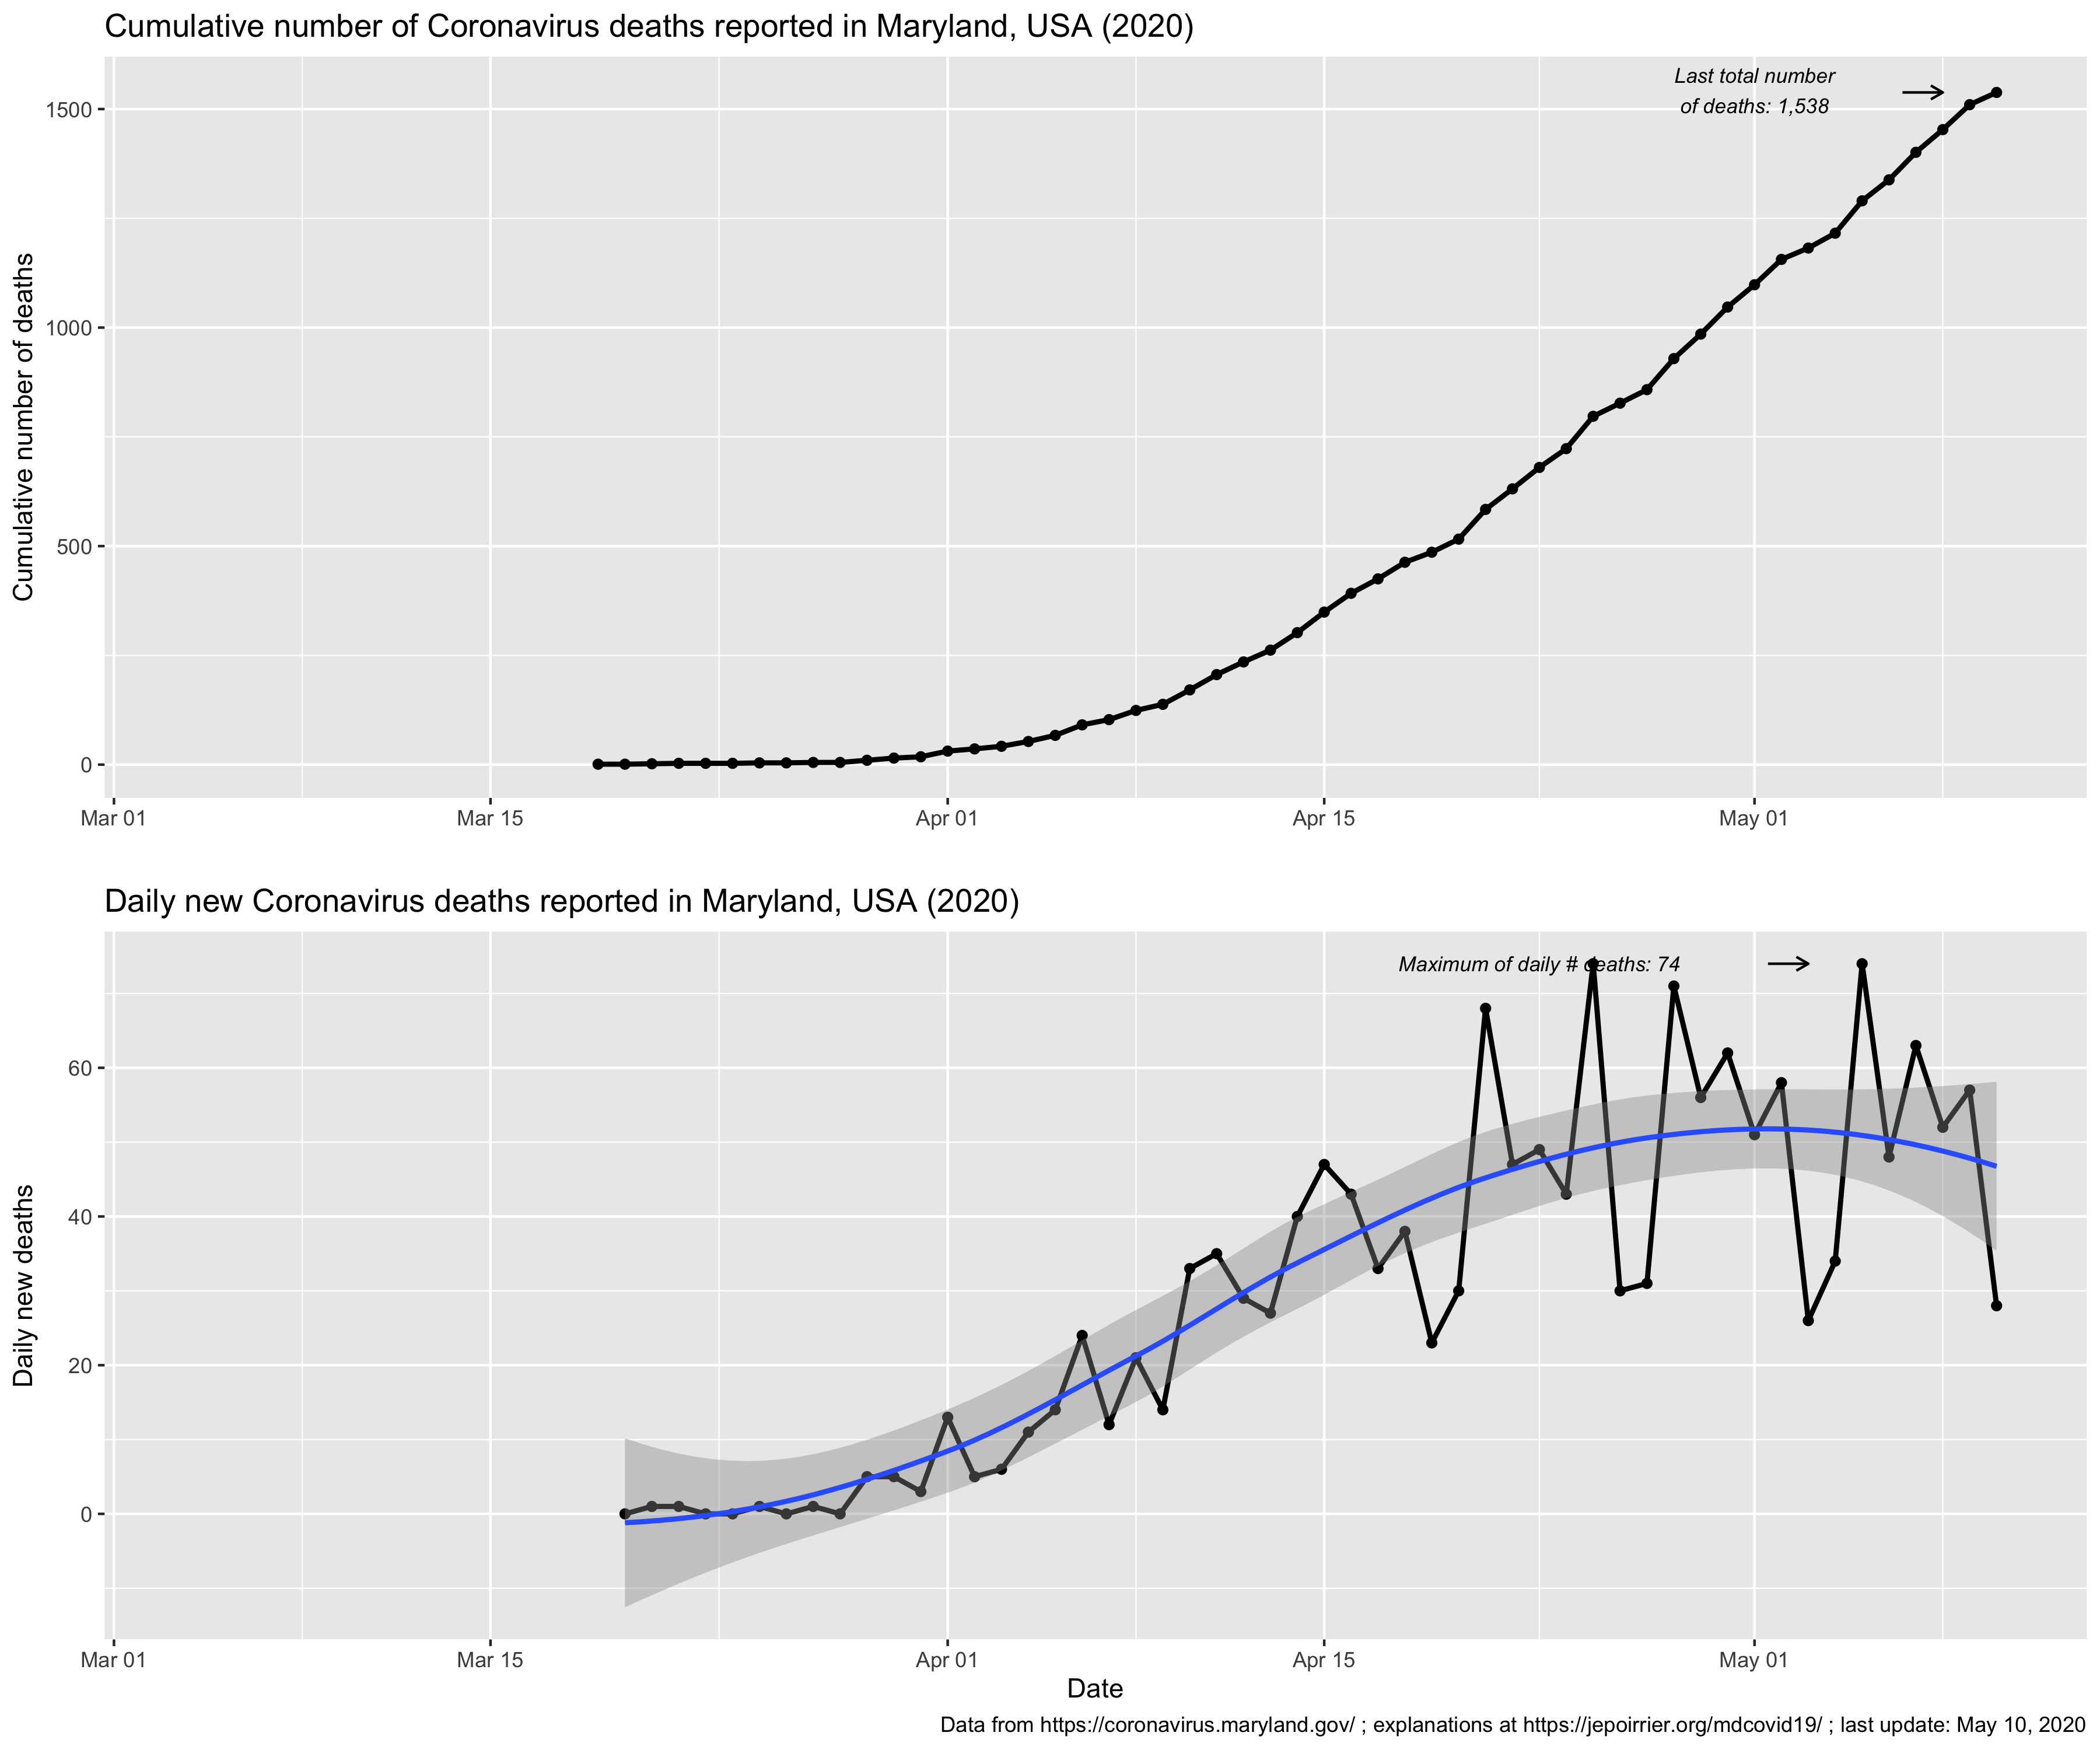 Cumulative number of Coronavirus deaths reported in Maryland, USA (2020)
Last total number
of deaths: 1,538
Cumulative number of deaths
1500
1000
500
0
Mar 01 Mar 15 Apr 01 Apr 15 May 01
Daily new Coronavirus deaths reported in Maryland, USA (2020)
Maximum of daily # deaths: 74
Daily new deaths
60
40
20
0
Mar 01 Mar 15 Apr 01 Apr 15 May 01
Date
Data from https://coronavirus.maryland.gov/ ; explanations at https://jepoirrier.org/mdcovid19/ ; last update: May 10, 2020